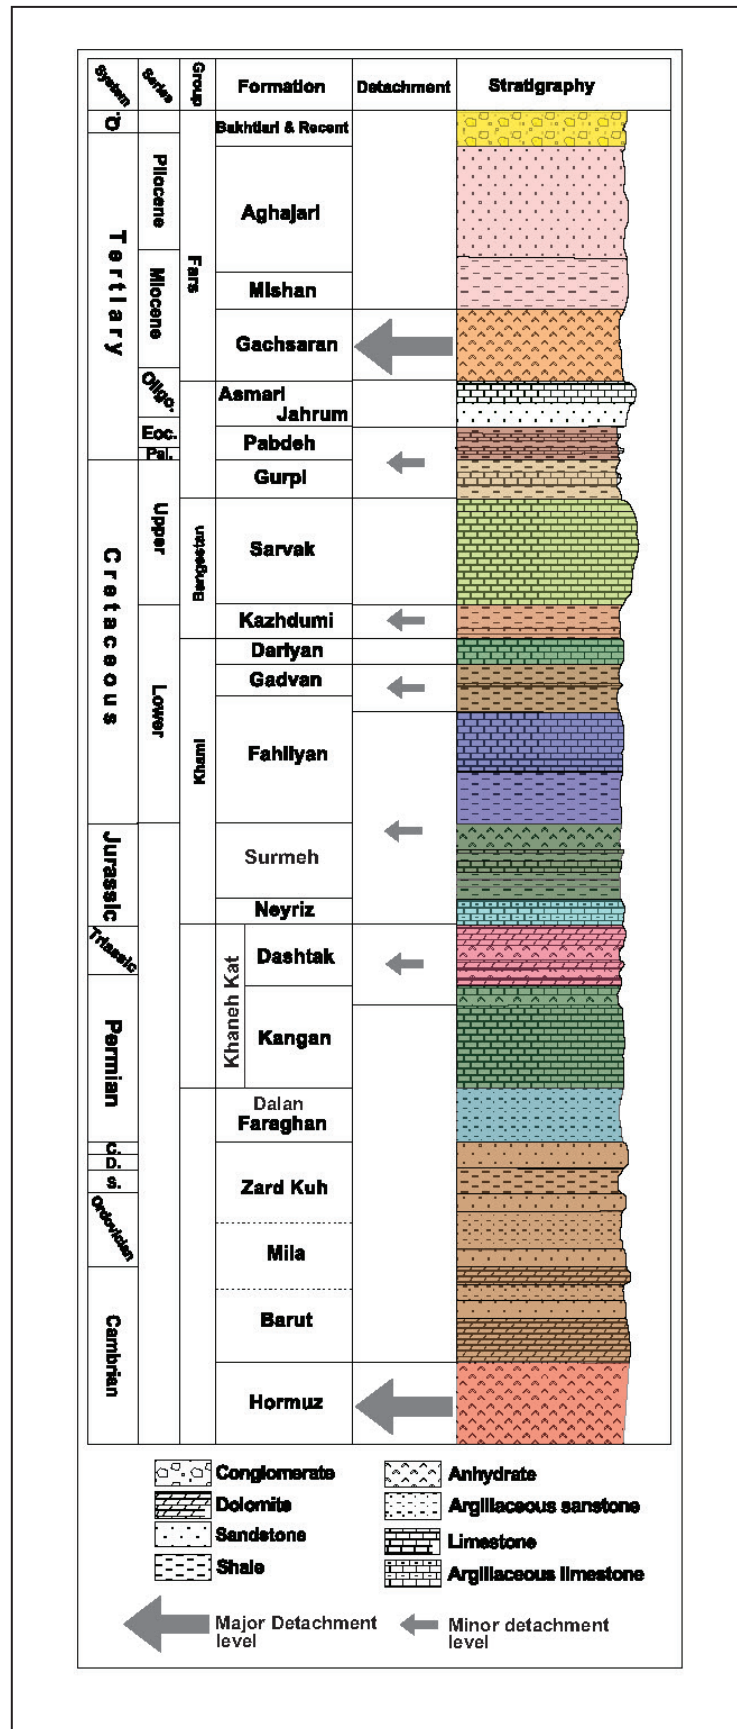 System
Series
Group
Formation
Detachment
Stratigraphy
Q
Tertiary
Cretaceous
Jurassic
Triassic
Permian
C.
D.
S.
Ordovician
Cambrian
Pliocene
Miocene
Oligo.
Eoc.
Pal.
Upper
Lower
Fars
Bangestan
Khami
Bakhtiari & Recent
Aghajari
Mishan
Gachsaran
Asmari
Jahrum
Pabdeh
Gurpi
Sarvak
Kazhdumi
Dariyan
Gadvan
Fahliyan
Surmeh
Neyriz
Khaneh Kat
Dashtak
Kangan
Dalan
Faraghan
Zard Kuh
Mila
Barut
Hormuz
Conglomerate
Dolomite
Sandstone
Shale
Anhydrate
Argillaceous sanstone
Limestone
Argillaceous limestone
Major Detachment
level
Minor detachment
level